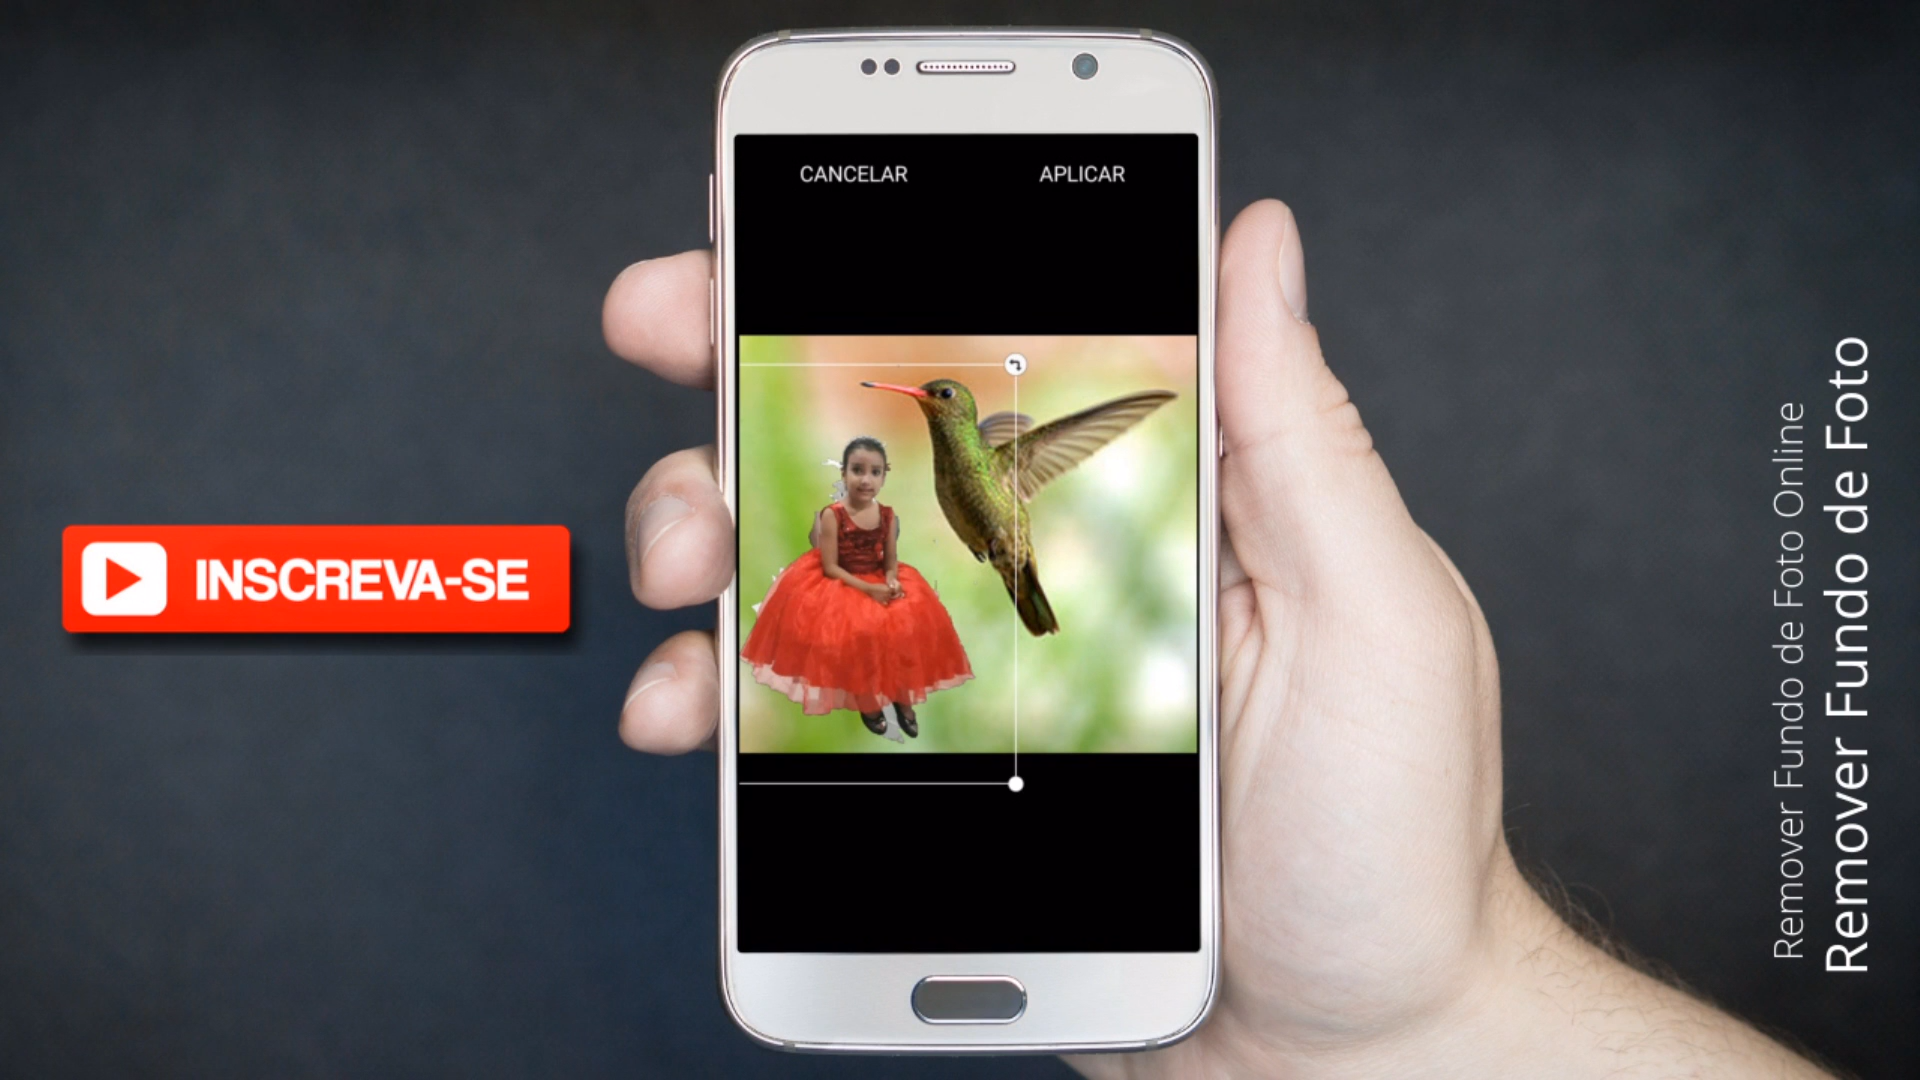 CANCELAR
APLICAR
INSCREVA-SE
Remover Fundo de Foto Online
Remover Fundo de Foto